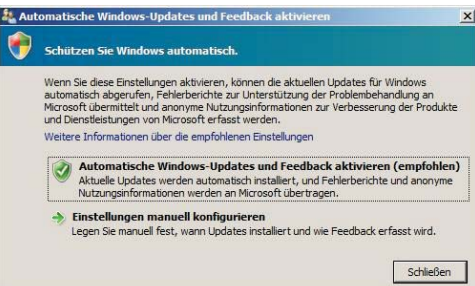 Automatische Windows-Updates und Feedback aktivieren
Schützen Sie Windows automatisch.
Wenn Sie diese Einstellungen aktivieren, können die aktuellen Updates für Windows
automatisch abgerufen, Fehlerberichte zur Unterstützung der Problembehandlung an
Microsoft übermittelt und anonyme Nutzungsinformationen zur Verbesserung der Produkte
und Dienstleistungen von Microsoft erfasst werden.
Weitere Informationen über die empfohlenen Einstellungen
Automatische Windows-Updates und Feedback aktivieren (empfohlen)
Aktuelle Updates werden automatisch installiert, und Fehlerberichte und anonyme
Nutzungsinformationen werden an Microsoft übertragen.
Einstellungen manuell konfigurieren
Legen Sie manuell fest, wann Updates installiert und wie Feedback erfasst wird.
Schließen